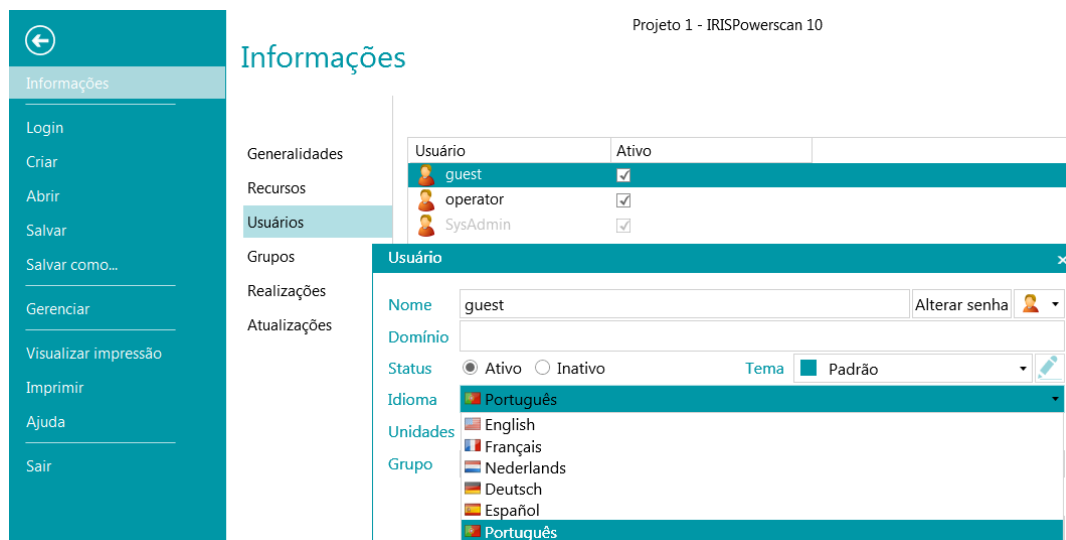 Projeto 1 - IRISPowerscan 10
Informações
Informações
Login
Criar
Abrir
Salvar
Salvar como...
Gerenciar
Visualizar impressão
Imprimir
Ajuda
Sair
Generalidades
Recursos
Usuários
Grupos
Realizações
Atualizações
Usuário Ativo
guest
operator
SysAdmin
Usuário
Nome guest Alterar senha
Domínio
Status Ativo Inativo Tema Padrão
Idioma Português
Unidades
Grupo
English
Français
Nederlands
Deutsch
Español
Português